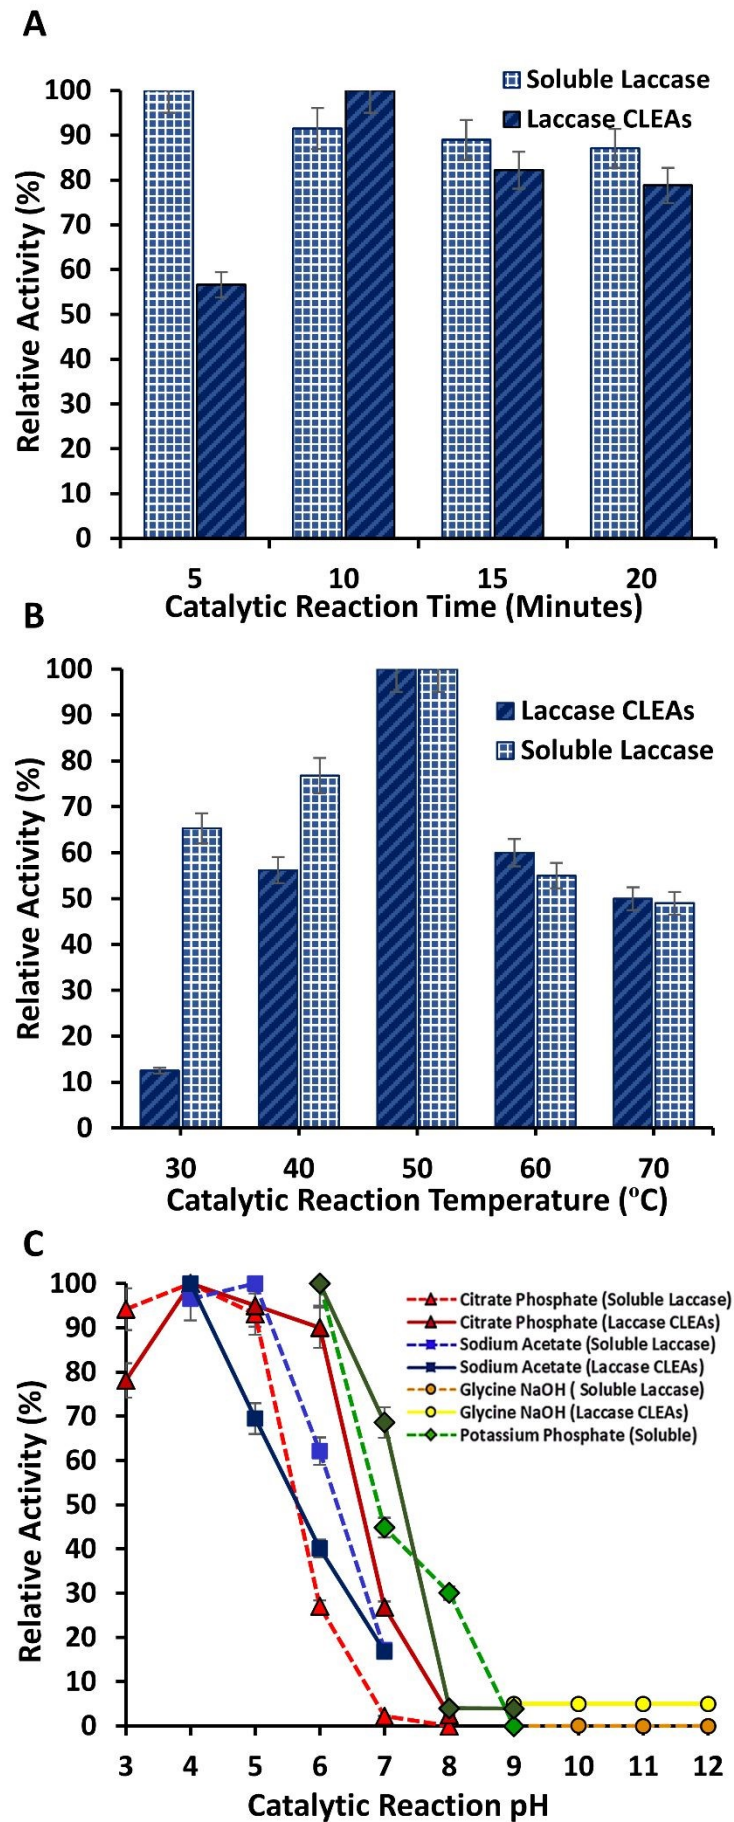 A
Soluble Laccase
Laccase CLEAs
Relative Activity (%)
100
90
80
70
60
50
40
30
20
10
0
5 10 15 20
Catalytic Reaction Time (Minutes)
B
Laccase CLEAs
Soluble Laccase
Relative Activity (%)
100
90
80
70
60
50
40
30
20
10
0
30 40 50 60 70
Catalytic Reaction Temperature (°C)
C
Citrate Phosphate (Soluble Laccase)
Citrate Phosphate (Laccase CLEAs)
Sodium Acetate (Soluble Laccase)
Sodium Acetate (Laccase CLEAs)
Glycine NaOH ( Soluble Laccase)
Glycine NaOH (Laccase CLEAs)
Potassium Phosphate (Soluble)
Relative Activity (%)
100
90
80
70
60
50
40
30
20
10
0
3 4 5 6 7 8 9 10 11 12
Catalytic Reaction pH